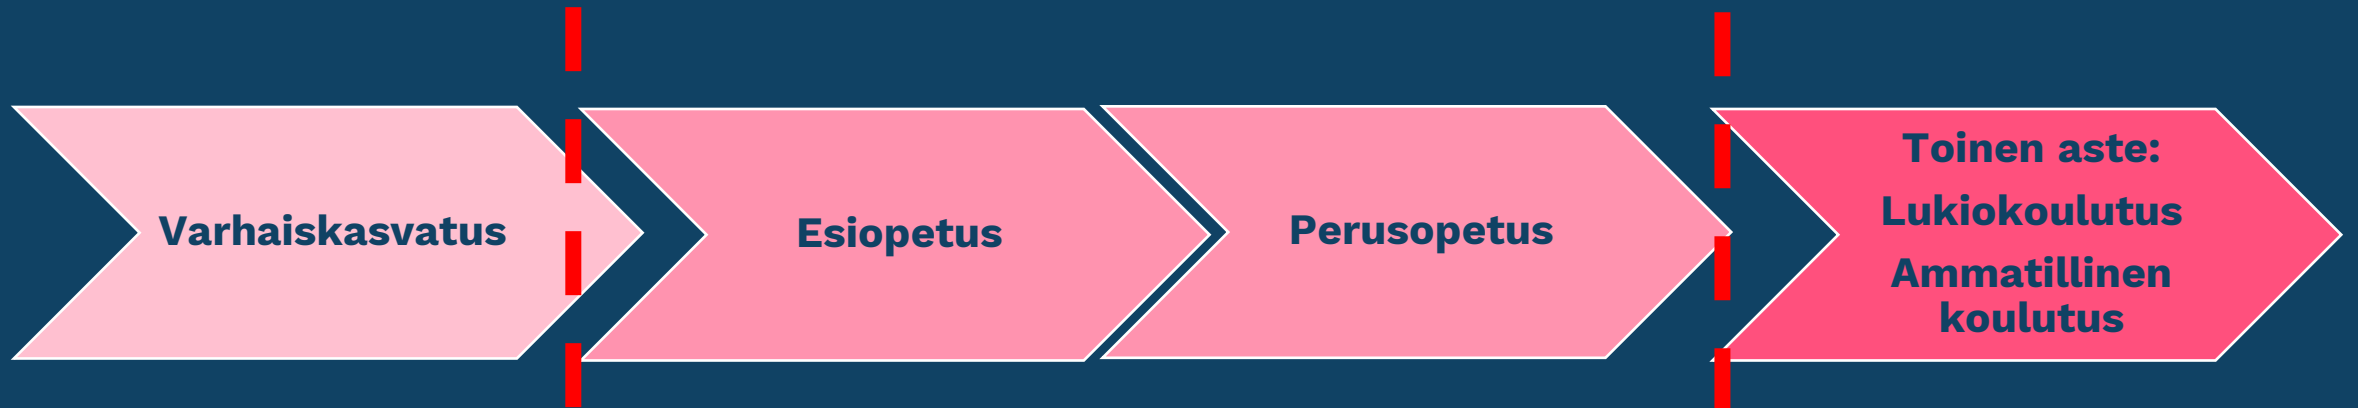 Varhaiskasvatus
Esiopetus
Perusopetus
Toinen aste:
Lukiokoulutus
Ammatillinen
koulutus